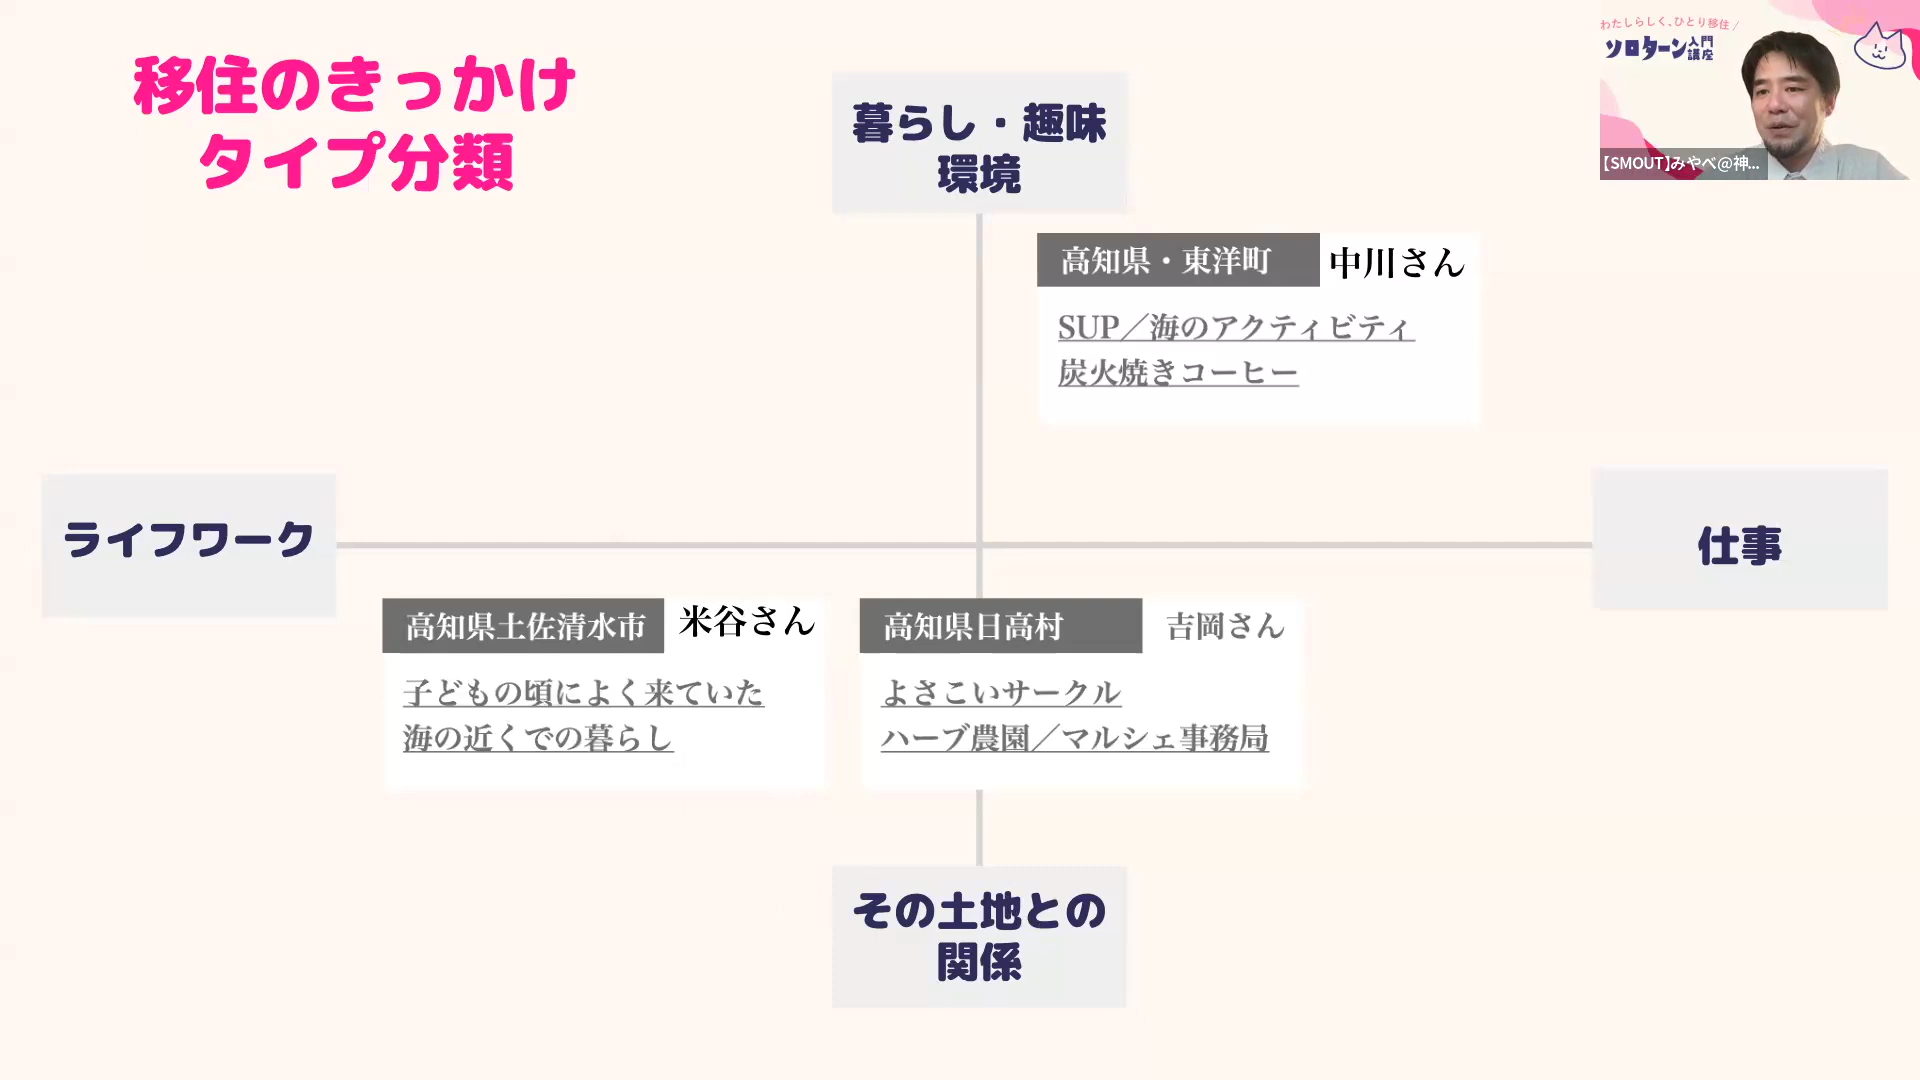 移住のきっかけ
タイプ分類
わたしらしく、ひとり移住
ソロターン入門講座
【SMOUT】みやべ@神...
暮らし・趣味
環境
高知県・東洋町 中川さん
SUP／海のアクティビティ
炭火焼きコーヒー
ライフワーク
仕事
高知県土佐清水市 米谷さん
子どもの頃によく来ていた
海の近くでの暮らし
高知県日高村 吉岡さん
よさこいサークル
ハーブ農園／マルシェ事務局
その土地との
関係